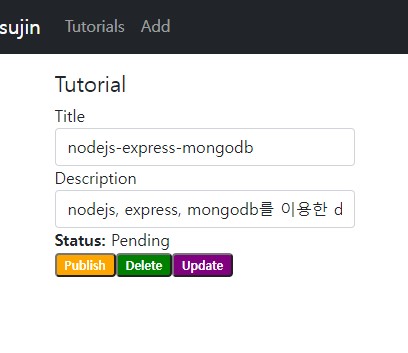 sujin Tutorials Add
Tutorial
Title
nodejs-express-mongodb
Description
nodejs, express, mongodb를 이용한 d
Status: Pending
Publish Delete Update